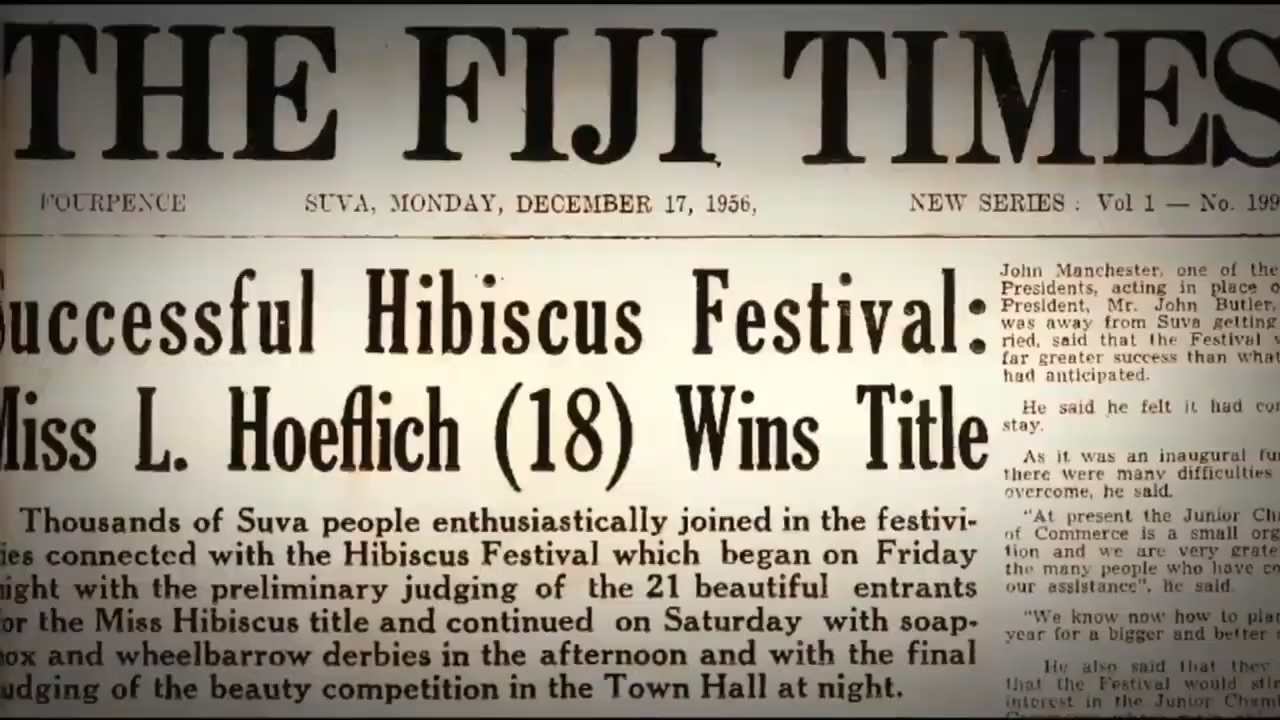 THE FIJI TIMES
FOURPENCE SUVA, MONDAY, DECEMBER 17, 1956, NEW SERIES : Vol 1 — No. 199
Successful Hibiscus Festival:
Miss L. Hoeflich (18) Wins Title
Thousands of Suva people enthusiastically joined in the festivi-
ies connected with the Hibiscus Festival which began on Friday
night with the preliminary judging of the 21 beautiful entrants
for the Miss Hibiscus title and continued on Saturday with soap-
box and wheelbarrow derbies in the afternoon and with the final
judging of the beauty competition in the Town Hall at night.
John Manchester, one of the
Presidents, acting in place
President, Mr. John Butler,
was away from Suva getting
ried, said that the Festival
far greater success than what
had anticipated.
He said he felt it had
stay.
As it was an inaugural
there were many difficulties
overcome, he said.
"At present the Junior
of Commerce is a small
tion and we are very
the many people who have
our assistance", he said.
"We know now how to
year for a bigger and better
He also said that they
that the Festival would
interest in the Junior